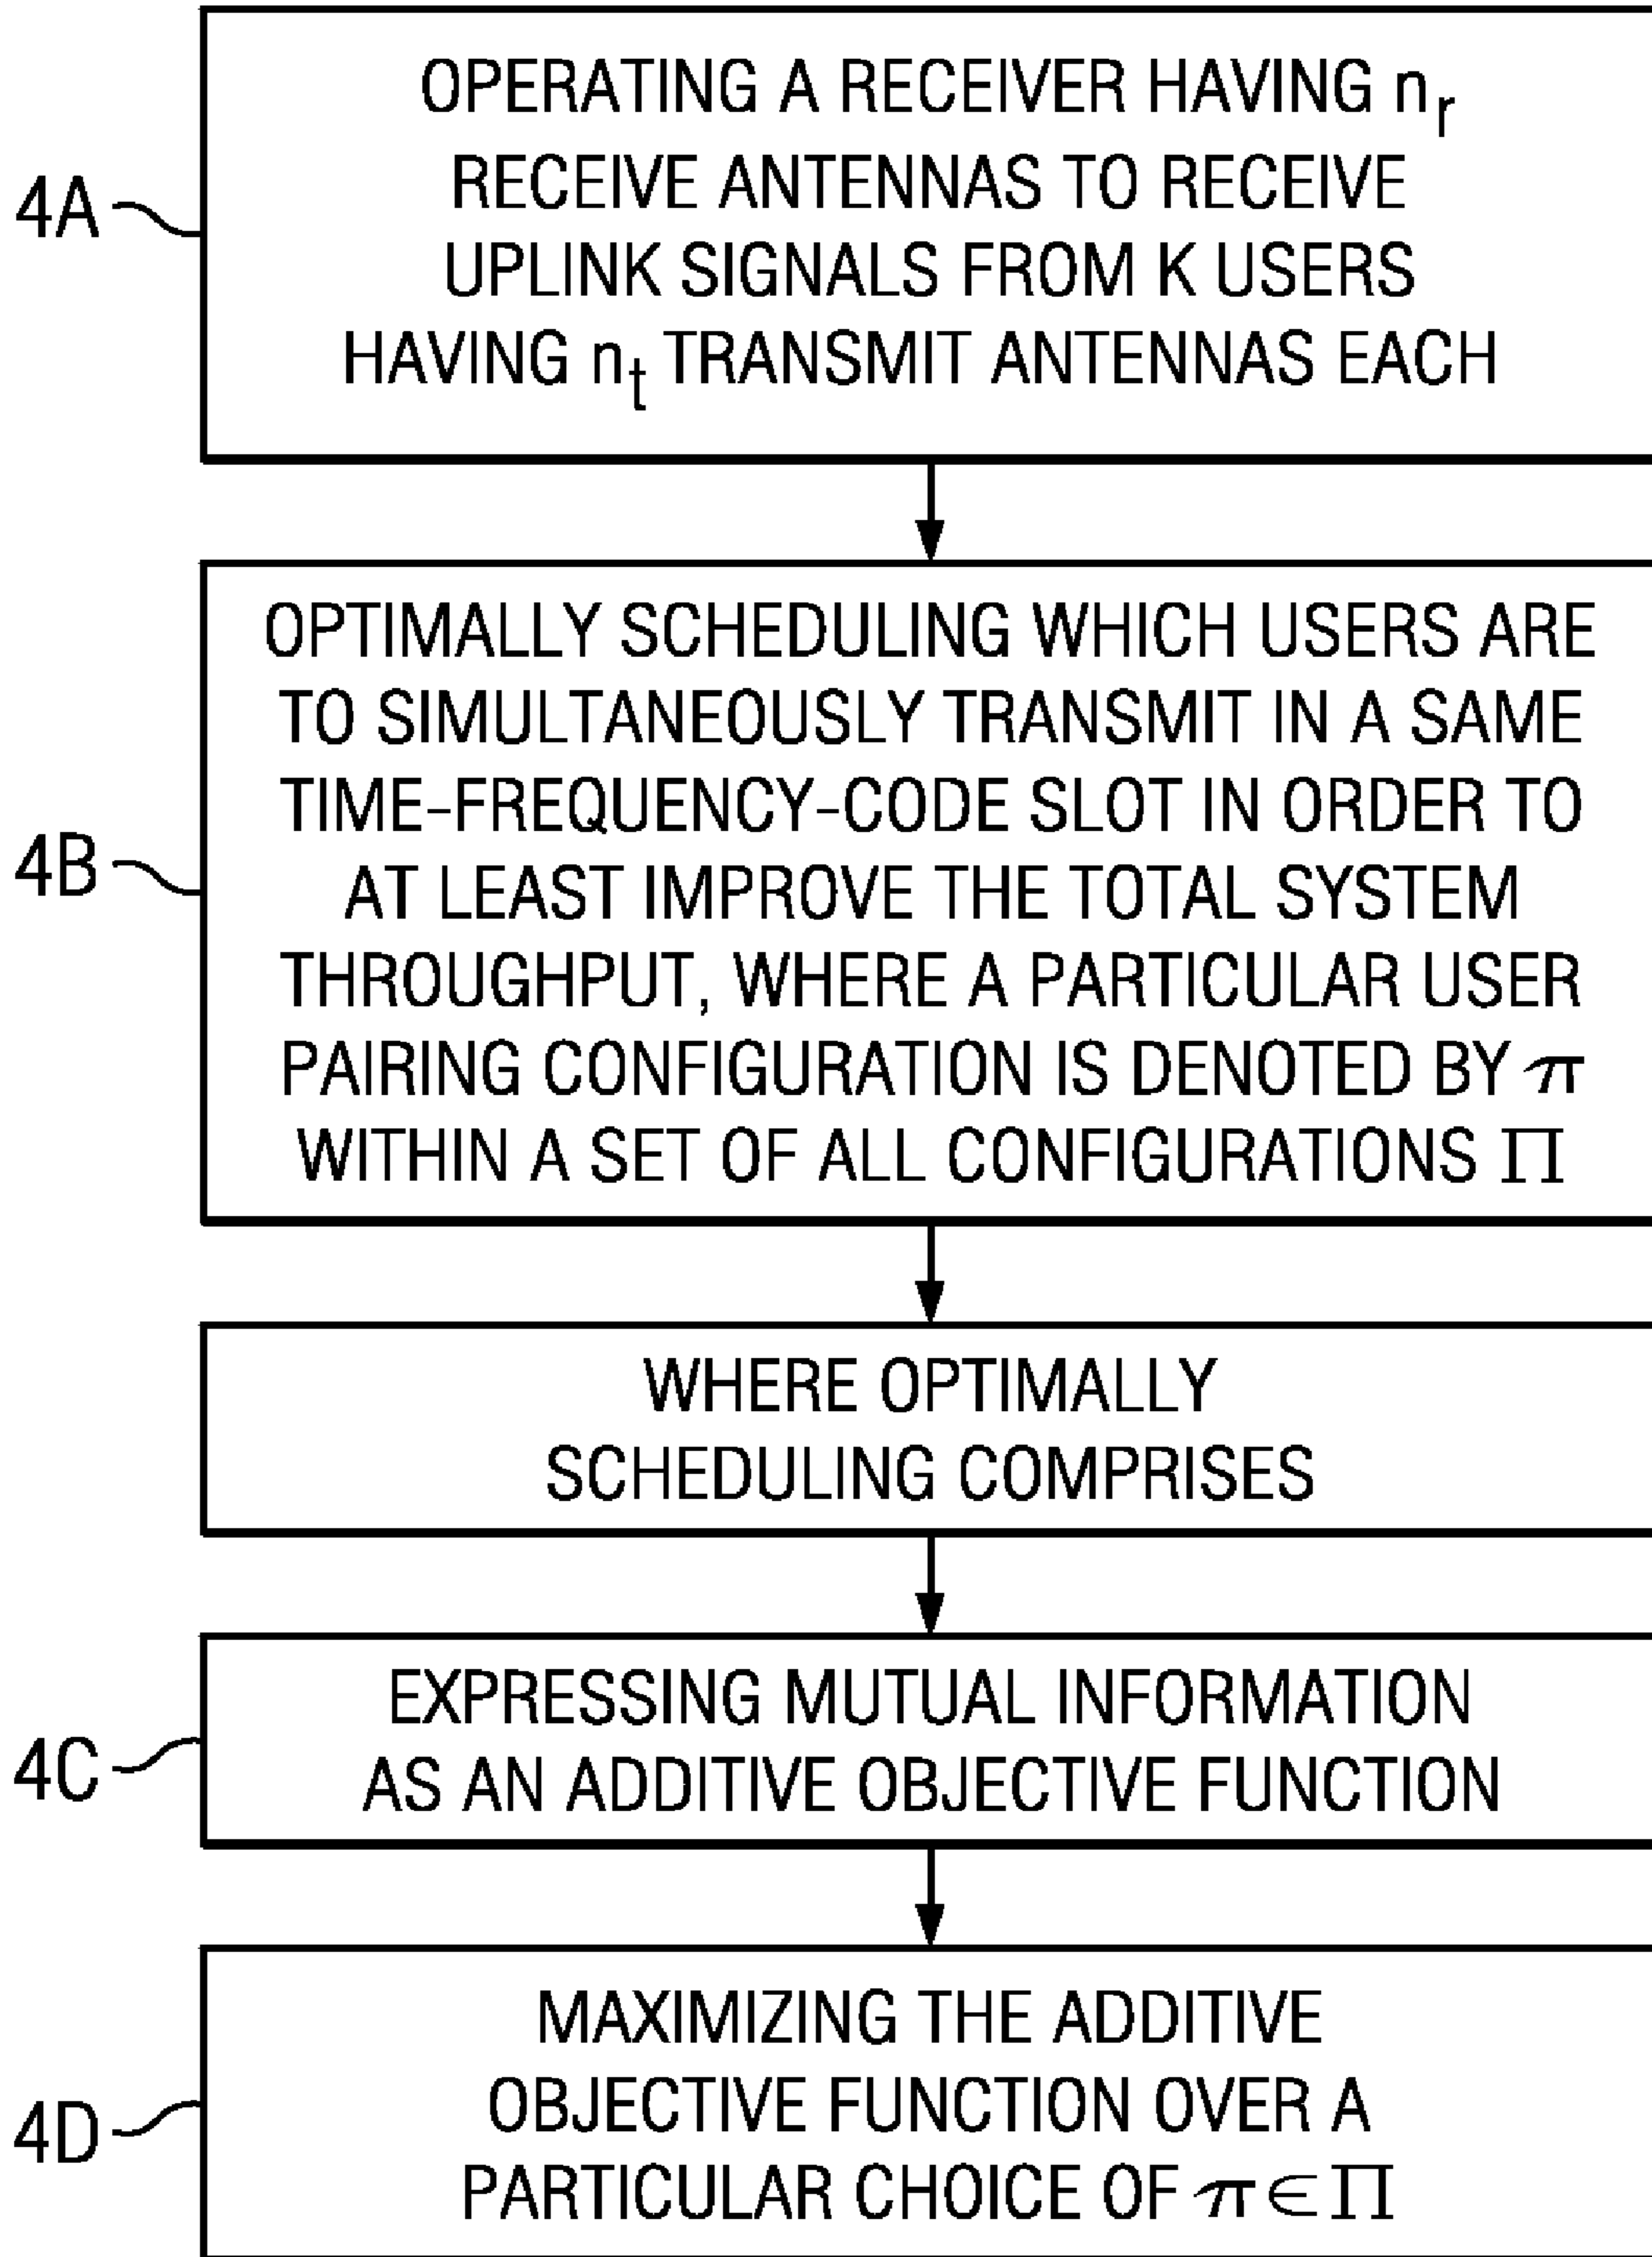 OPERATING A RECEIVER HAVING nᵣ
RECEIVE ANTENNAS TO RECEIVE
UPLINK SIGNALS FROM K USERS
HAVING nₜ TRANSMIT ANTENNAS EACH
4A
OPTIMALLY SCHEDULING WHICH USERS ARE
TO SIMULTANEOUSLY TRANSMIT IN A SAME
TIME-FREQUENCY-CODE SLOT IN ORDER TO
AT LEAST IMPROVE THE TOTAL SYSTEM
THROUGHPUT, WHERE A PARTICULAR USER
PAIRING CONFIGURATION IS DENOTED BY π
WITHIN A SET OF ALL CONFIGURATIONS Π
4B
WHERE OPTIMALLY
SCHEDULING COMPRISES
EXPRESSING MUTUAL INFORMATION
AS AN ADDITIVE OBJECTIVE FUNCTION
4C
MAXIMIZING THE ADDITIVE
OBJECTIVE FUNCTION OVER A
PARTICULAR CHOICE OF π∈Π
4D